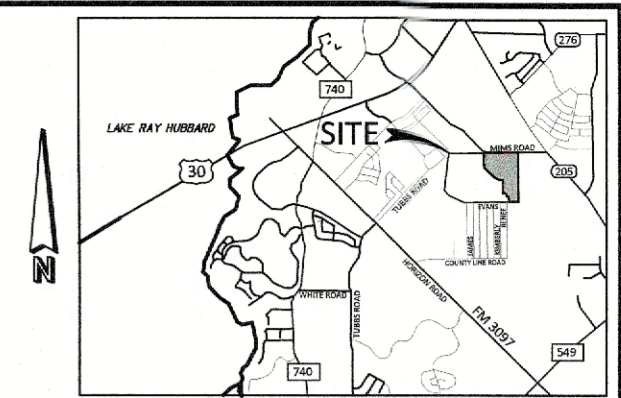 276
740
LAKE RAY HUBBARD
SITE
MIMS ROAD
30
205
TUBBS ROAD
EVANS
JAMES
KIMBERLY
RENEE
N
COUNTY LINE ROAD
HORIZON ROAD
WHITE ROAD
TUBBS ROAD
FM 3097
549
740